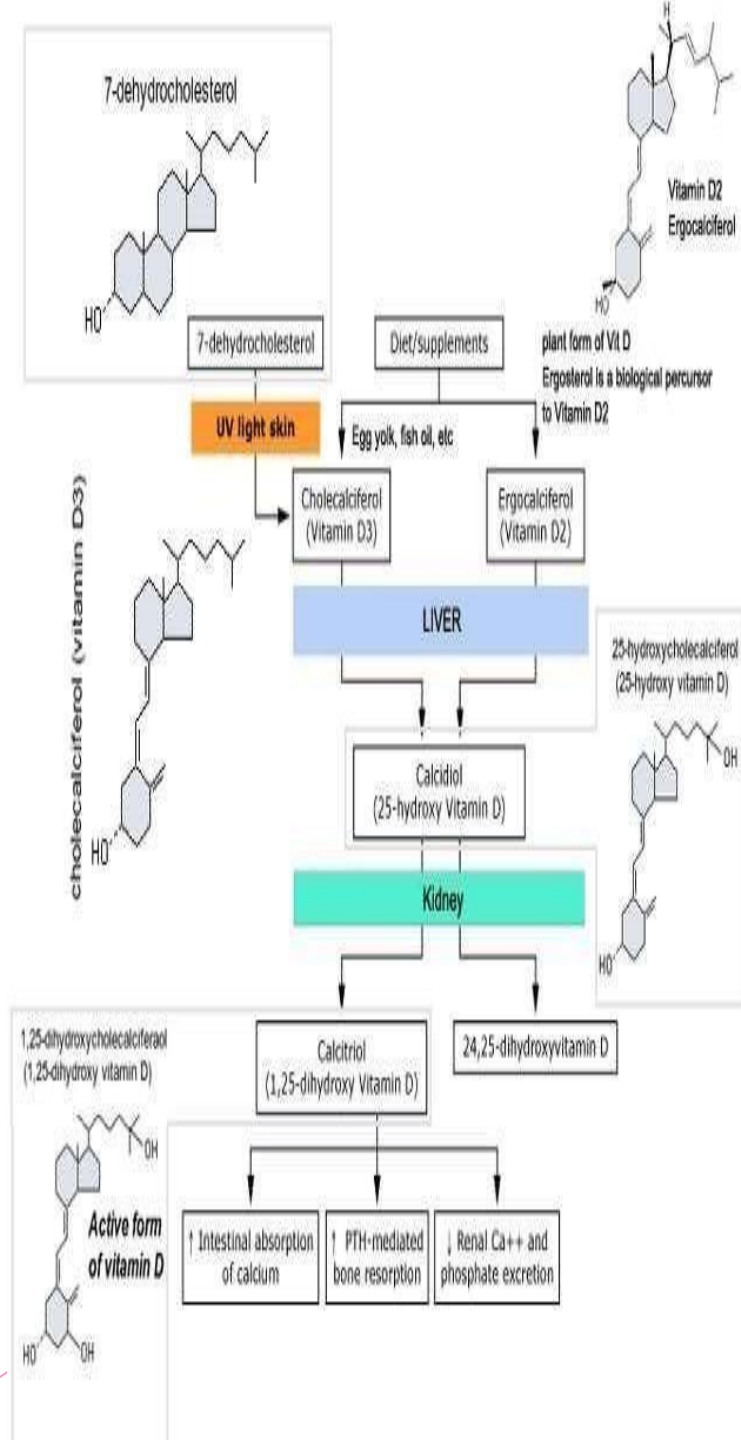 7-dehydrocholesterol
HO
7-dehydrocholesterol
UV light skin
Diet/supplements
Egg yolk, fish oil, etc
H
Vitamin D2
Ergocalciferol
HO
plant form of Vit D
Ergosterol is a biological percursor
to Vitamin D2
Cholecalciferol
(Vitamin D3)
Ergocalciferol
(Vitamin D2)
cholecalciferol (vitamin D3)
HO
LIVER
25-hydroxycholecalciferol
(25-hydroxy vitamin D)
OH
HO
Calcidiol
(25-hydroxy Vitamin D)
Kidney
1,25-dihydroxycholecalciferaol
(1,25-dihydroxy vitamin D)
OH
Active form
of vitamin D
HO
OH
Calcitriol
(1,25-dihydroxy Vitamin D)
24,25-dihydroxyvitamin D
↑ Intestinal absorption
of calcium
↑ PTH-mediated
bone resorption
↓ Renal Ca++ and
phosphate excretion